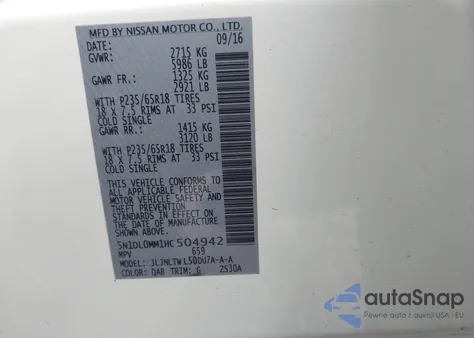 MFD BY NISSAN MOTOR CO., LTD.
DATE: 09/16
GVWR: 2715 KG
5986 LB
GAWR FR.: 1325 KG
2921 LB
WITH P235/65R18 TIRES
18 X 7.5 RIMS AT 33 PSI
COLD SINGLE
GAWR RR.: 1415 KG
3120 LB
WITH P235/65R18 TIRES
18 X 7.5 RIMS AT 33 PSI
COLD SINGLE
THIS VEHICLE CONFORMS TO
ALL APPLICABLE FEDERAL
MOTOR VEHICLE SAFETY AND
THEFT PREVENTION STANDARDS
IN EFFECT ON THE DATE
OF MANUFACTURE SHOWN
ABOVE.
5N1DL0MM1HC504942
MPV 659
MODEL: JLJNLTW L50DU7A-A-A
COLOR: QAB TRIM: G ZS30A
autoSnap
Pewne auto z aukcji USA i EU